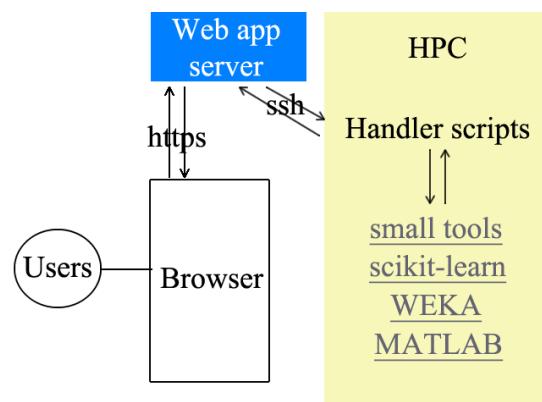 Web app
server
HPC
ssh
https
Handler scripts
small tools
scikit-learn
WEKA
MATLAB
Users
Browser